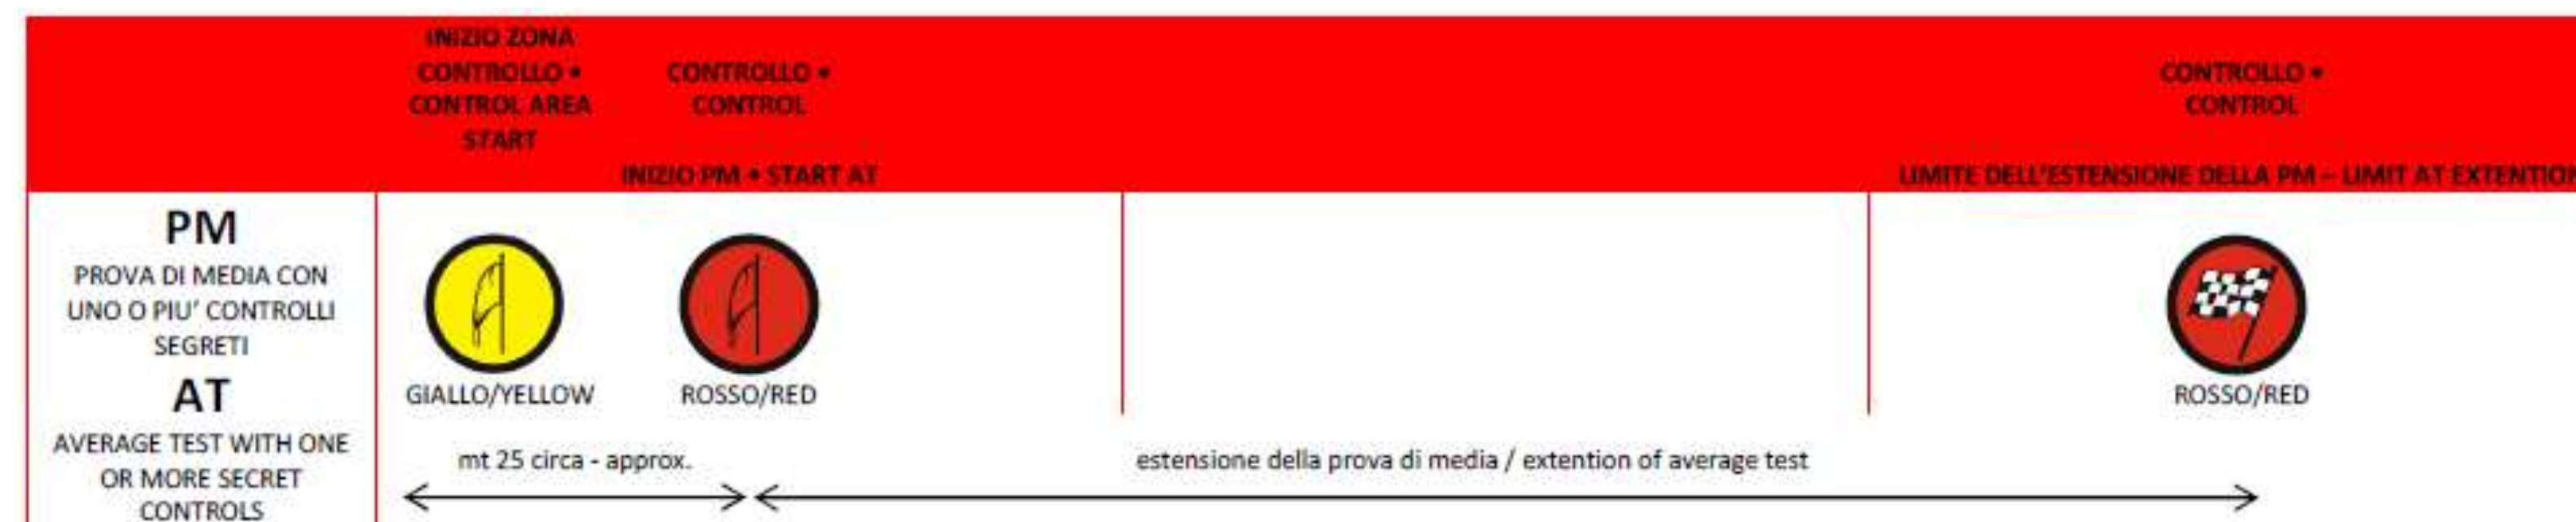 INIZIO ZONA
CONTROLLO •
CONTROL AREA
START
CONTROLLO •
CONTROL
INIZIO PM • START AT
CONTROLLO •
CONTROL
LIMITE DELL'ESTENSIONE DELLA PM – LIMIT AT EXTENTION
PM
PROVA DI MEDIA CON
UNO O PIU' CONTROLLI
SEGRETI
AT
AVERAGE TEST WITH ONE
OR MORE SECRET
CONTROLS
GIALLO/YELLOW
ROSSO/RED
ROSSO/RED
mt 25 circa - approx.
estensione della prova di media / extention of average test